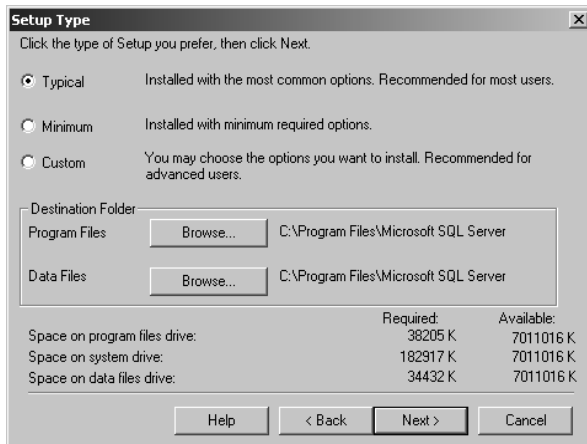 Setup Type
Click the type of Setup you prefer, then click Next.
Typical Installed with the most common options. Recommended for most users.
Minimum Installed with minimum required options.
Custom You may choose the options you want to install. Recommended for
advanced users.
Destination Folder
Program Files Browse... C:\Program Files\Microsoft SQL Server
Data Files Browse... C:\Program Files\Microsoft SQL Server
Required: Available:
Space on program files drive: 38205 K 7011016 K
Space on system drive: 182917 K 7011016 K
Space on data files drive: 34432 K 7011016 K
Help < Back Next > Cancel